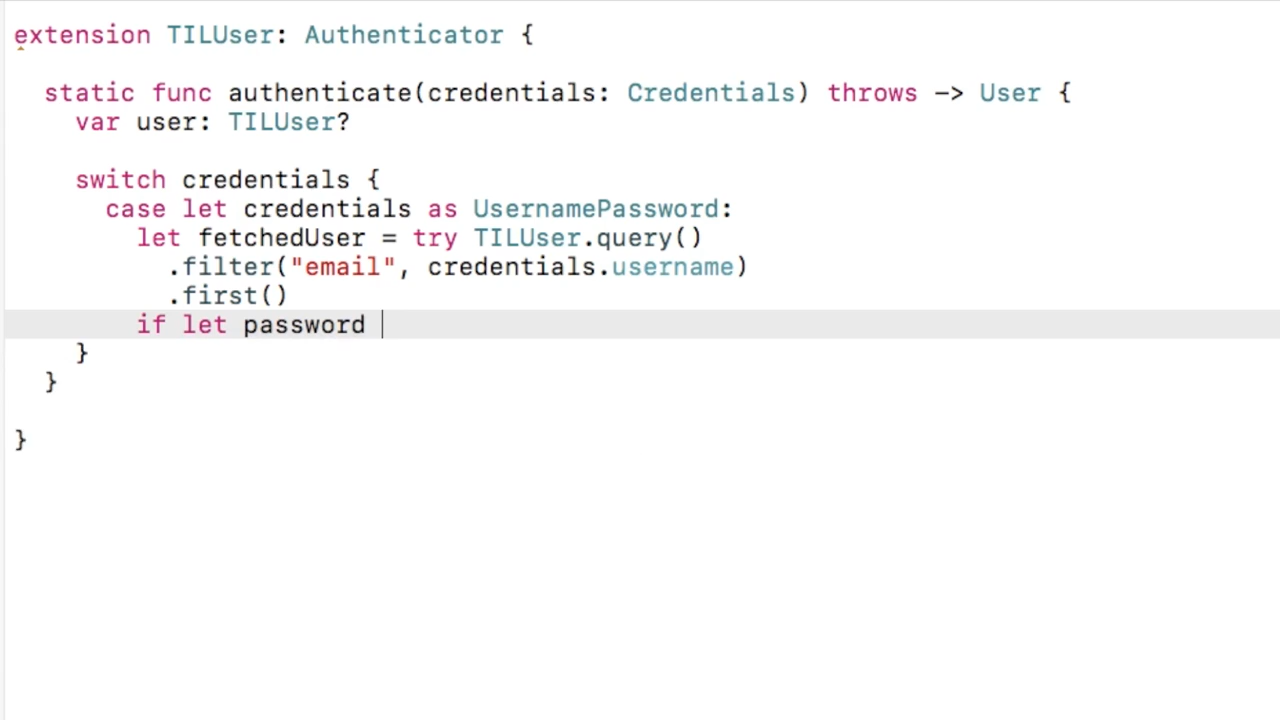 extension TILUser: Authenticator {
static func authenticate(credentials: Credentials) throws -> User {
var user: TILUser?
switch credentials {
case let credentials as UsernamePassword:
let fetchedUser = try TILUser.query()
.filter("email", credentials.username)
.first()
if let password
}
}
}